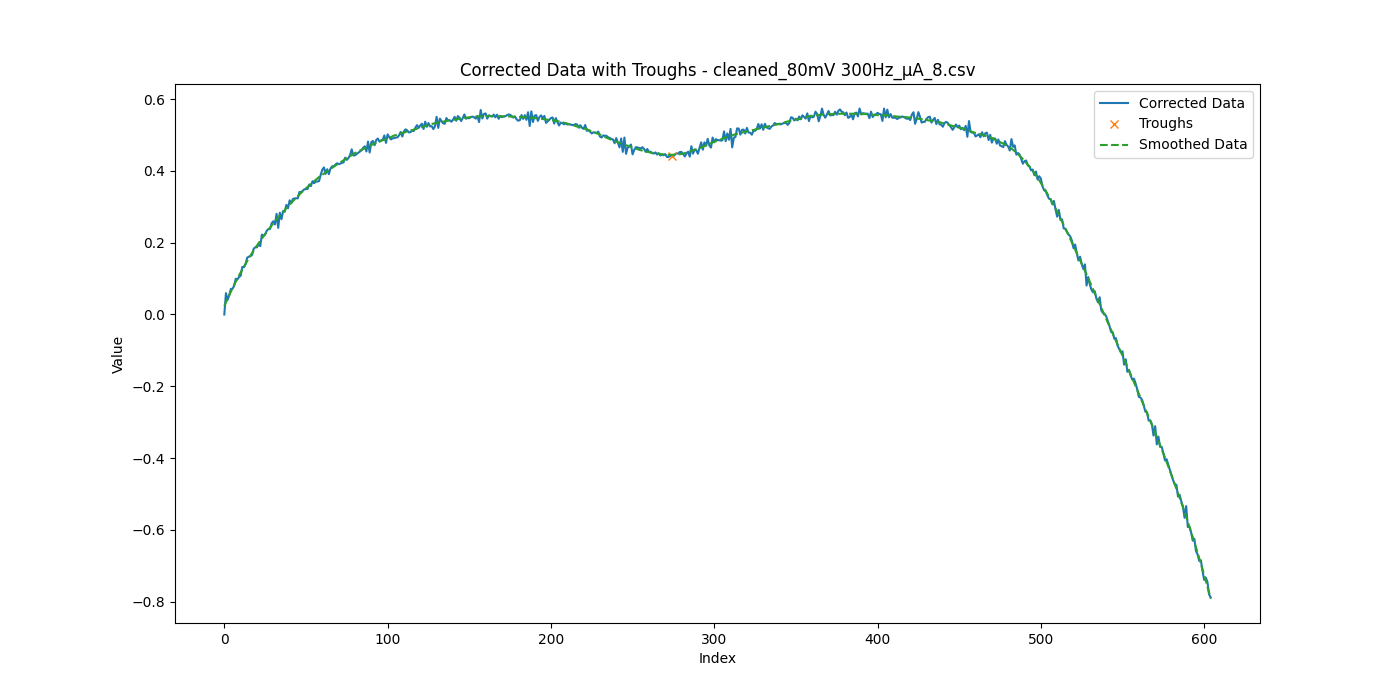 Corrected Data with Troughs - cleaned_80mV 300Hz_μA_8.csv
Corrected Data
Troughs
Smoothed Data
Value
0.6
0.4
0.2
0.0
−0.2
−0.4
−0.6
−0.8
0 100 200 300 400 500 600
Index